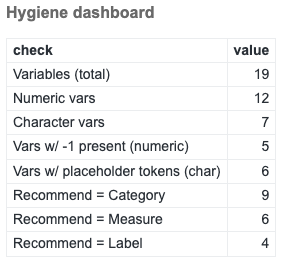 Hygiene dashboard
check value
Variables (total) 19
Numeric vars 12
Character vars 7
Vars w/ -1 present (numeric) 5
Vars w/ placeholder tokens (char) 6
Recommend = Category 9
Recommend = Measure 6
Recommend = Label 4